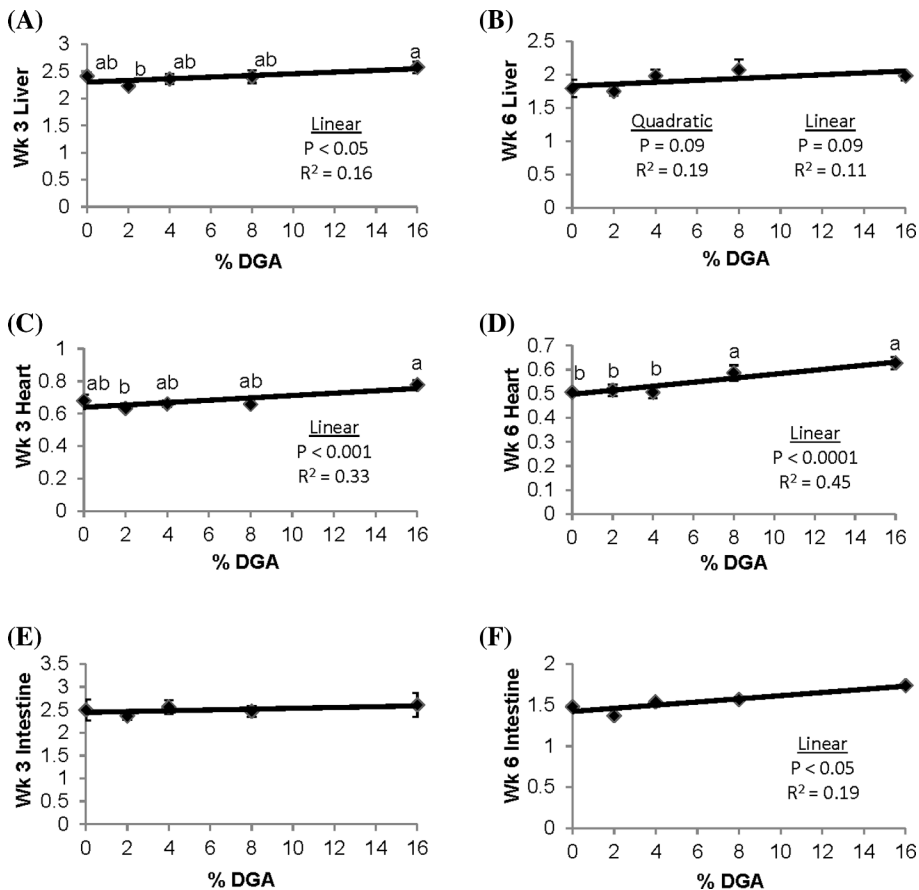 (A)
Wk 3 Liver
3
2.5
2
1.5
1
0.5
0
ab
b
ab
ab
a
Linear
P < 0.05
R² = 0.16
0 2 4 6 8 10 12 14 16
% DGA
(B)
Wk 6 Liver
2.5
2
1.5
1
0.5
0
Quadratic
P = 0.09
R² = 0.19
Linear
P = 0.09
R² = 0.11
0 2 4 6 8 10 12 14 16
% DGA
(C)
Wk 3 Heart
1
0.8
0.6
0.4
0.2
0
ab
b
ab
ab
a
Linear
P < 0.001
R² = 0.33
0 2 4 6 8 10 12 14 16
% DGA
(D)
Wk 6 Heart
0.7
0.6
0.5
0.4
0.3
0.2
0.1
0
b
b
b
a
a
Linear
P < 0.0001
R² = 0.45
0 2 4 6 8 10 12 14 16
% DGA
(E)
Wk 3 Intestine
3.5
3
2.5
2
1.5
1
0.5
0
0 2 4 6 8 10 12 14 16
% DGA
(F)
Wk 6 Intestine
2
1.5
1
0.5
0
Linear
P < 0.05
R² = 0.19
0 2 4 6 8 10 12 14 16
% DGA